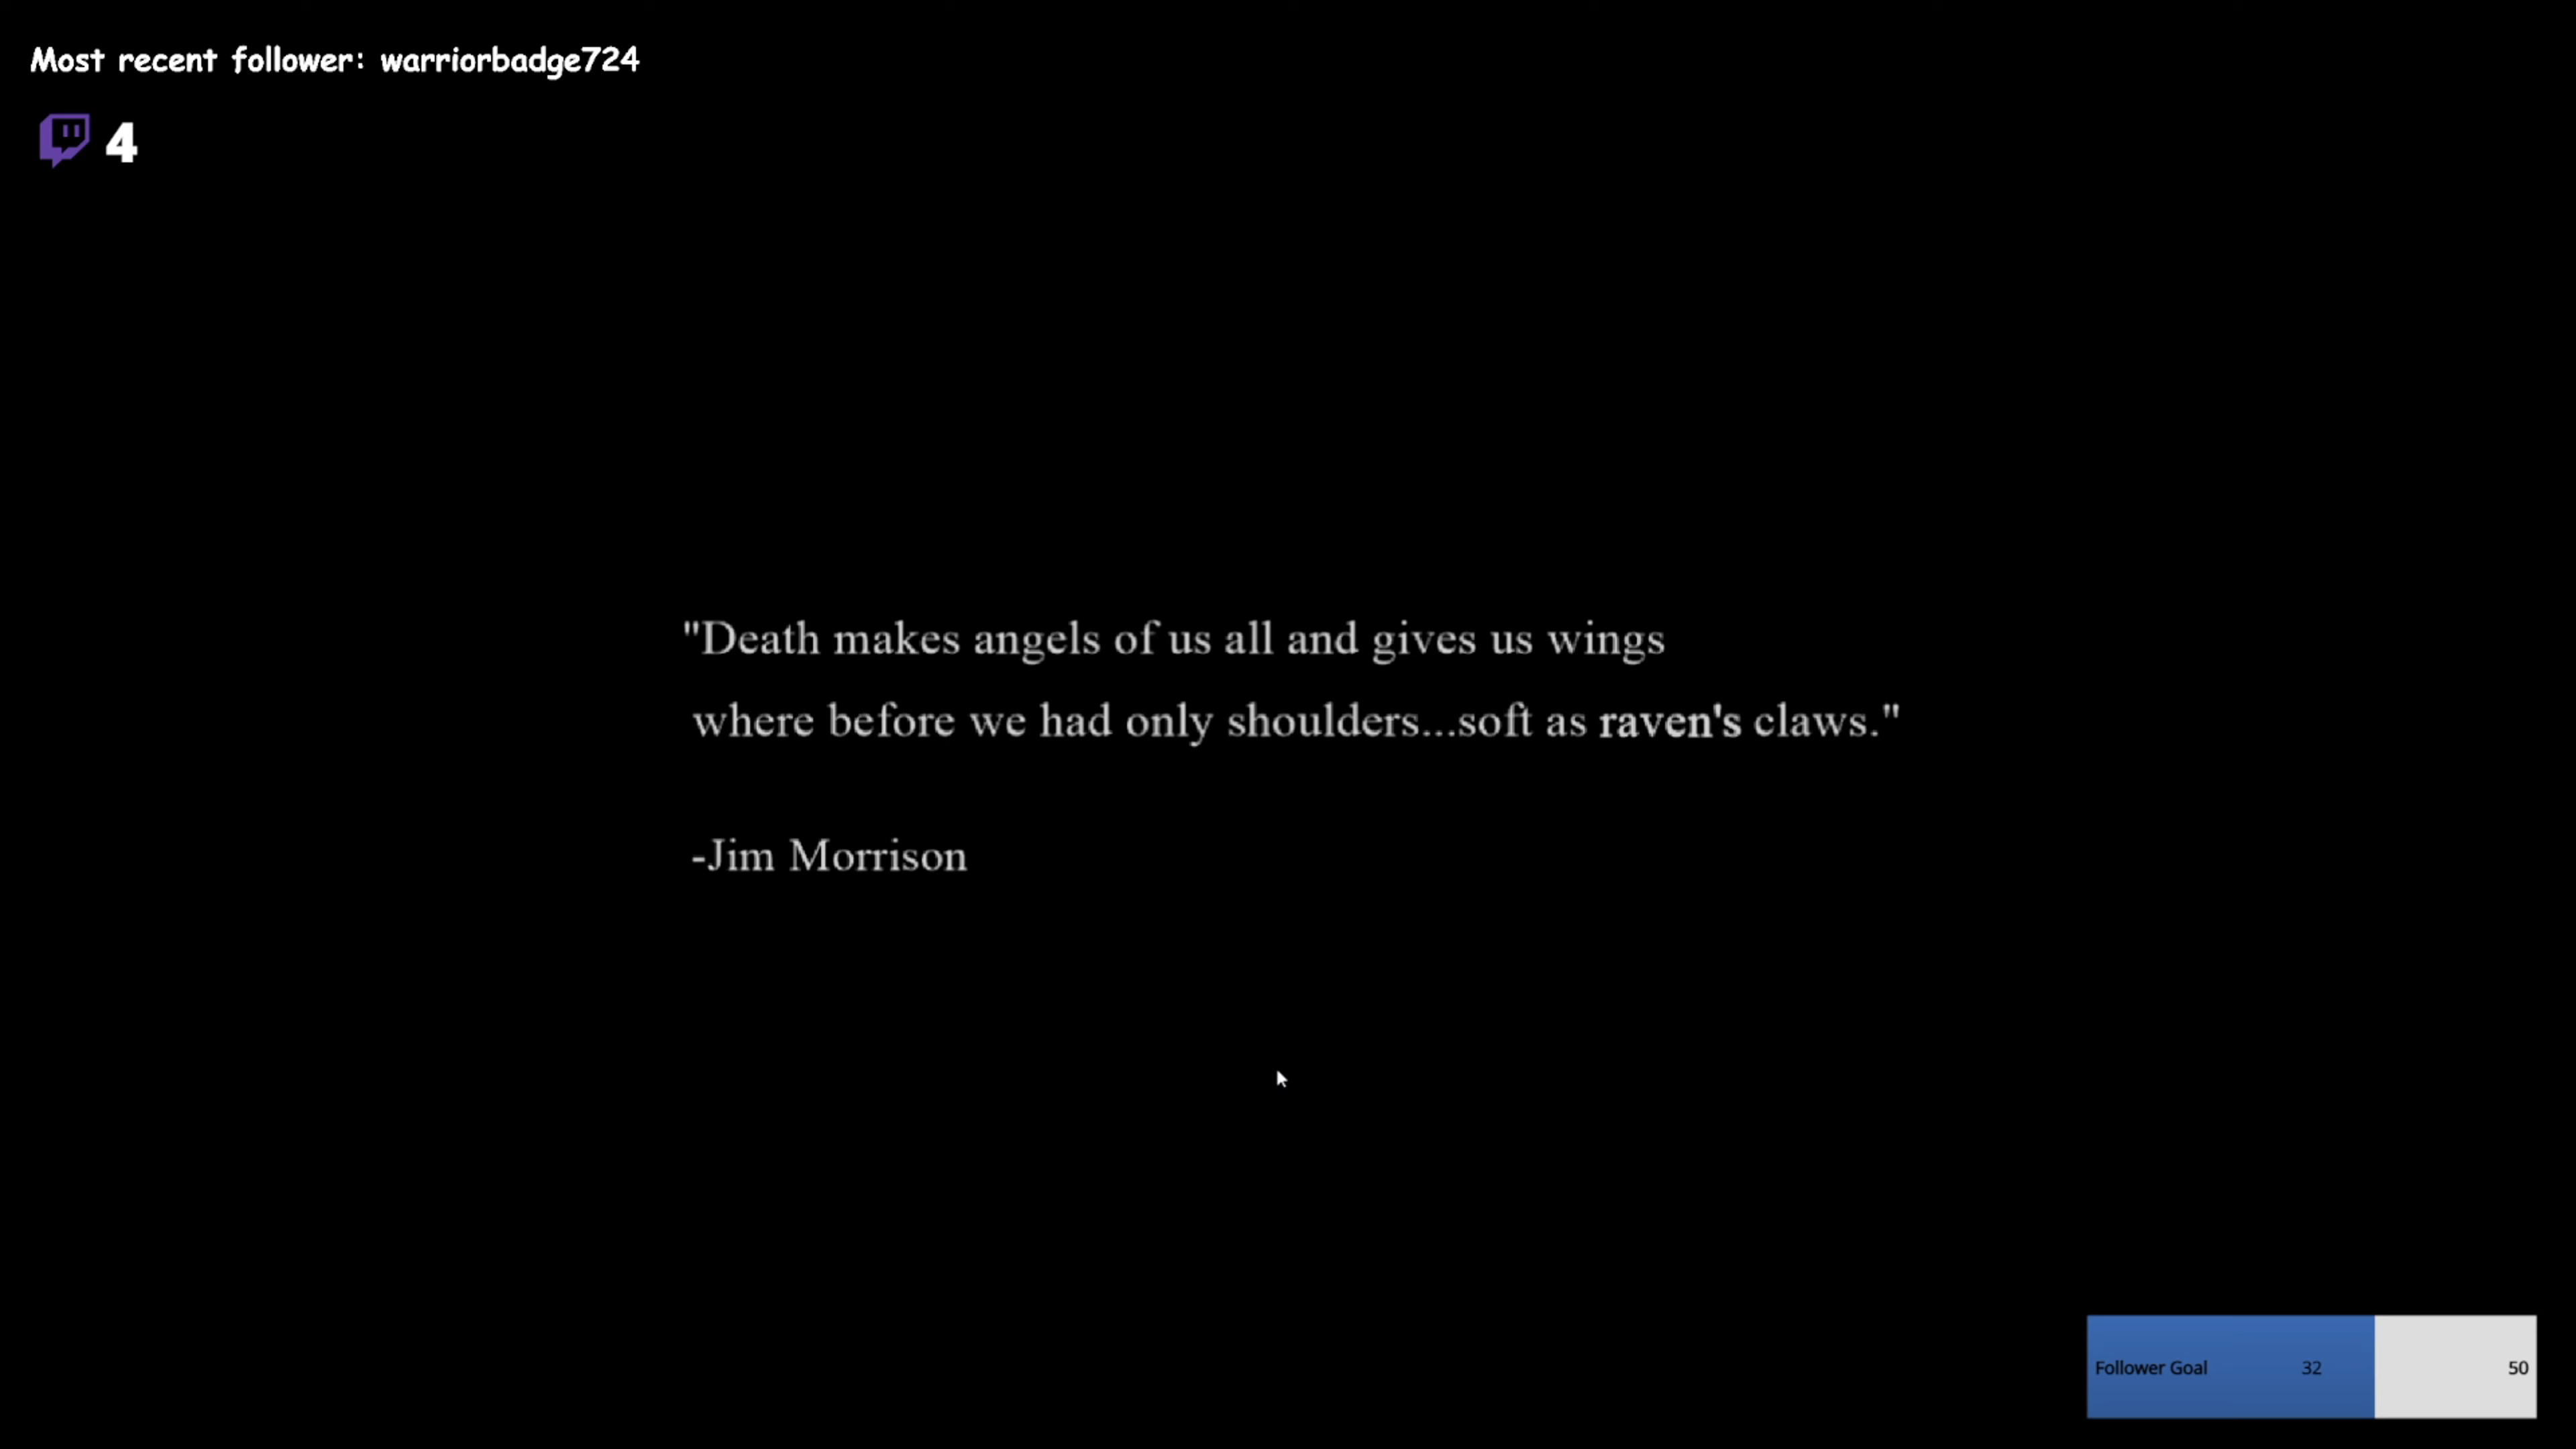 Most recent follower: warriorbadge724
4
"Death makes angels of us all and gives us wings
where before we had only shoulders...soft as raven's claws."
-Jim Morrison
Follower Goal 32 50